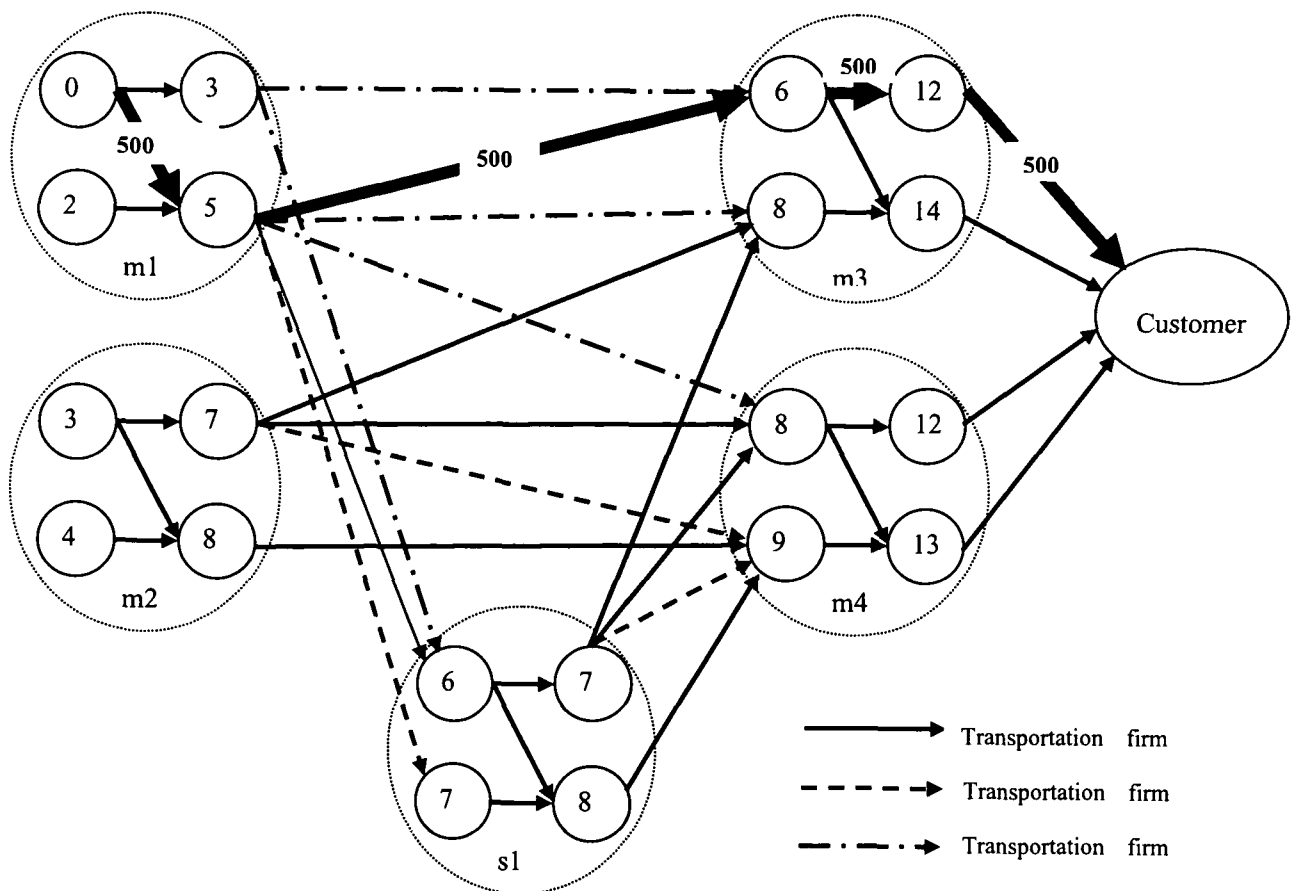 0 3
500
2 5
m1
3 7
4 8
m2
6 7
7 8
s1
500
6 500 12
8 14
m3
500
8 12
9 13
m4
Customer
Transportation firm
Transportation firm
Transportation firm